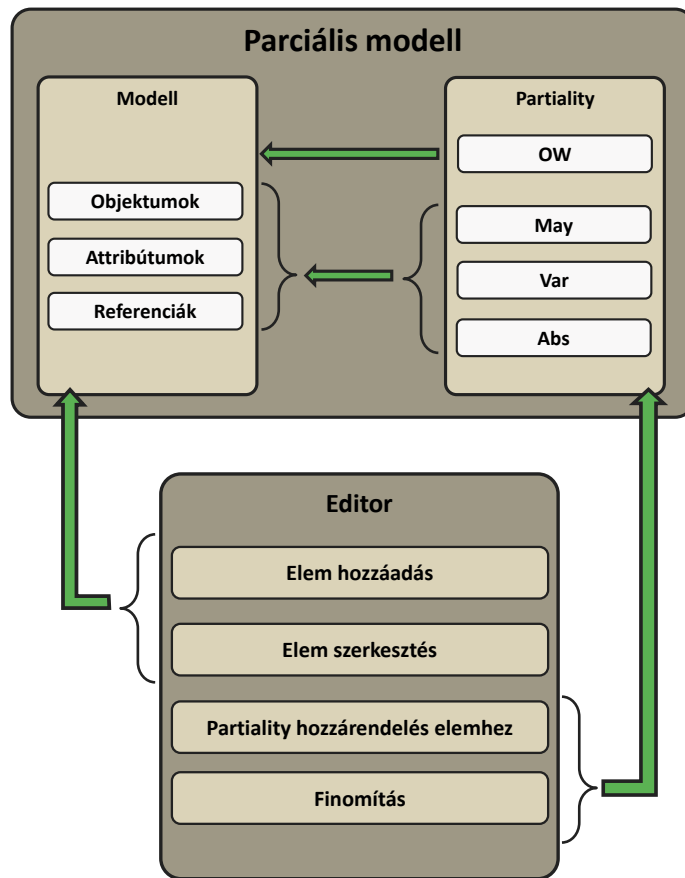 Parciális modell
Modell
Objektumok
Attribútumok
Referenciák
Partiality
OW
May
Var
Abs
Editor
Elem hozzáadás
Elem szerkesztés
Partiality hozzárendelés elemhez
Finomítás